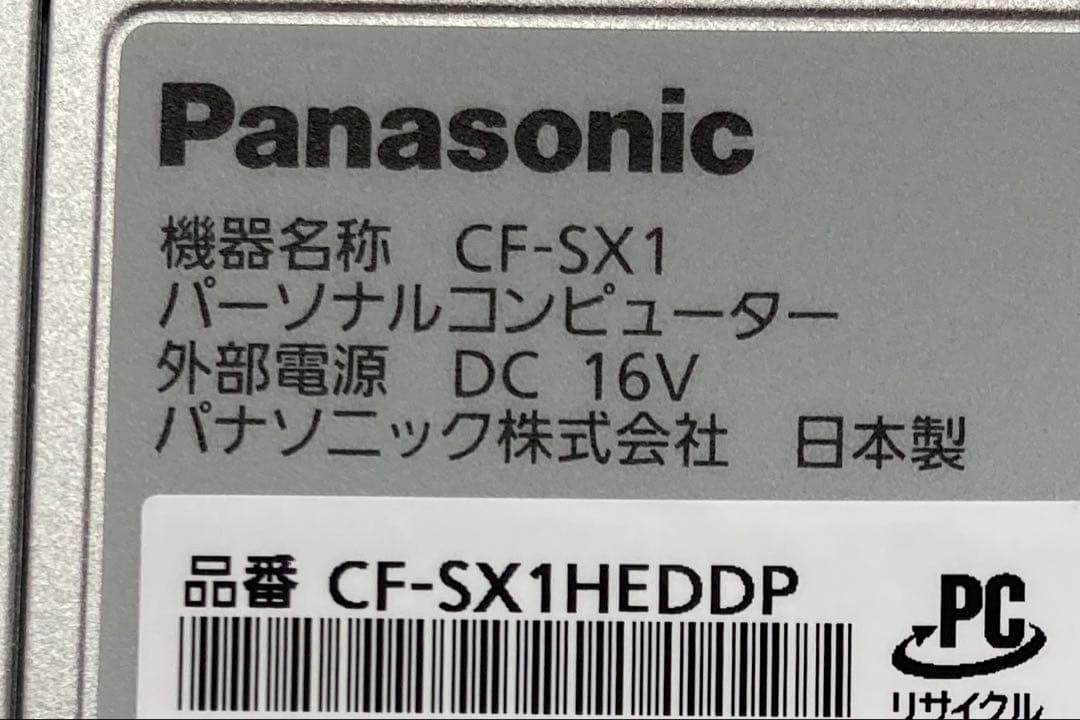 Panasonic
機器名称 CF-SX1
パーソナルコンピューター
外部電源 DC 16V
パナソニック株式会社 日本製
品番 CF-SX1HEDDP
PC
リサイクル